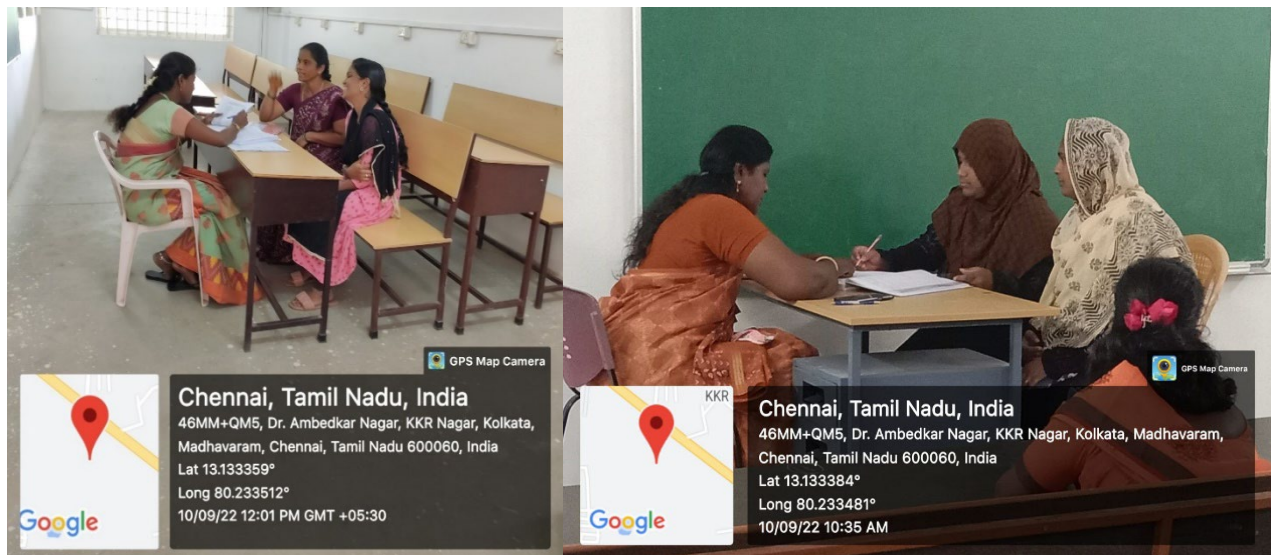 GPS Map Camera
Google
Chennai, Tamil Nadu, India
46MM+QM5, Dr. Ambedkar Nagar, KKR Nagar, Kolkata,
Madhavaram, Chennai, Tamil Nadu 600060, India
Lat 13.133359°
Long 80.233512°
10/09/22 12:01 PM GMT +05:30
GPS Map Camera
KKR
Google
Chennai, Tamil Nadu, India
46MM+QM5, Dr. Ambedkar Nagar, KKR Nagar, Kolkata, Madhavaram,
Chennai, Tamil Nadu 600060, India
Lat 13.133384°
Long 80.233481°
10/09/22 10:35 AM